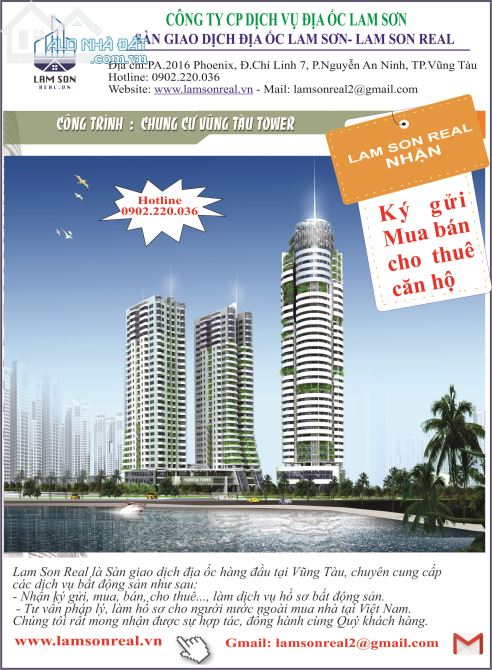 CÔNG TY CP DỊCH VỤ ĐỊA ỐC LAM SƠN
SÀN GIAO DỊCH ĐỊA ỐC LAM SƠN- LAM SON REAL
ALO NHÀ ĐẤT
.com.vn
LAM SON
REAL.VN
Địa chỉ:PA.2016 Phoenix, Đ.Chí Linh 7, P.Nguyễn An Ninh, TP.Vũng Tàu
Hotline: 0902.220.036
Website: www.lamsonreal.vn - Mail: lamsonreal2@gmail.com
CÔNG TRÌNH : CHUNG CƯ VŨNG TÀU TOWER
LAM SON REAL
NHẬN
Ký gửi
Mua bán
cho thuê
căn hộ
Hotline
0902.220.036
VUNGTAU TOWER
Lam Son Real là Sàn giao dịch địa ốc hàng đầu tại Vũng Tàu, chuyên cung cấp
các dịch vụ bất động sản như sau:
- Nhận ký gửi, mua, bán, cho thuê..., làm dịch vụ hồ sơ bất động sản.
- Tư vấn pháp lý, làm hồ sơ cho người nước ngoài mua nhà tại Việt Nam.
Chúng tôi rất mong nhận được sự hợp tác, đồng hành cùng Quý khách hàng.
www.lamsonreal.vn
Gmail: lamsonreal2@gmail.com